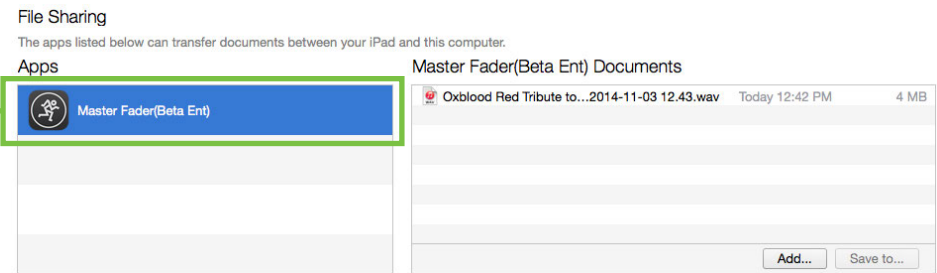 File Sharing
The apps listed below can transfer documents between your iPad and this computer.
Apps
Master Fader(Beta Ent)
Master Fader(Beta Ent) Documents
Oxblood Red Tribute to...2014-11-03 12.43.wav Today 12:42 PM 4 MB
Add... Save to...